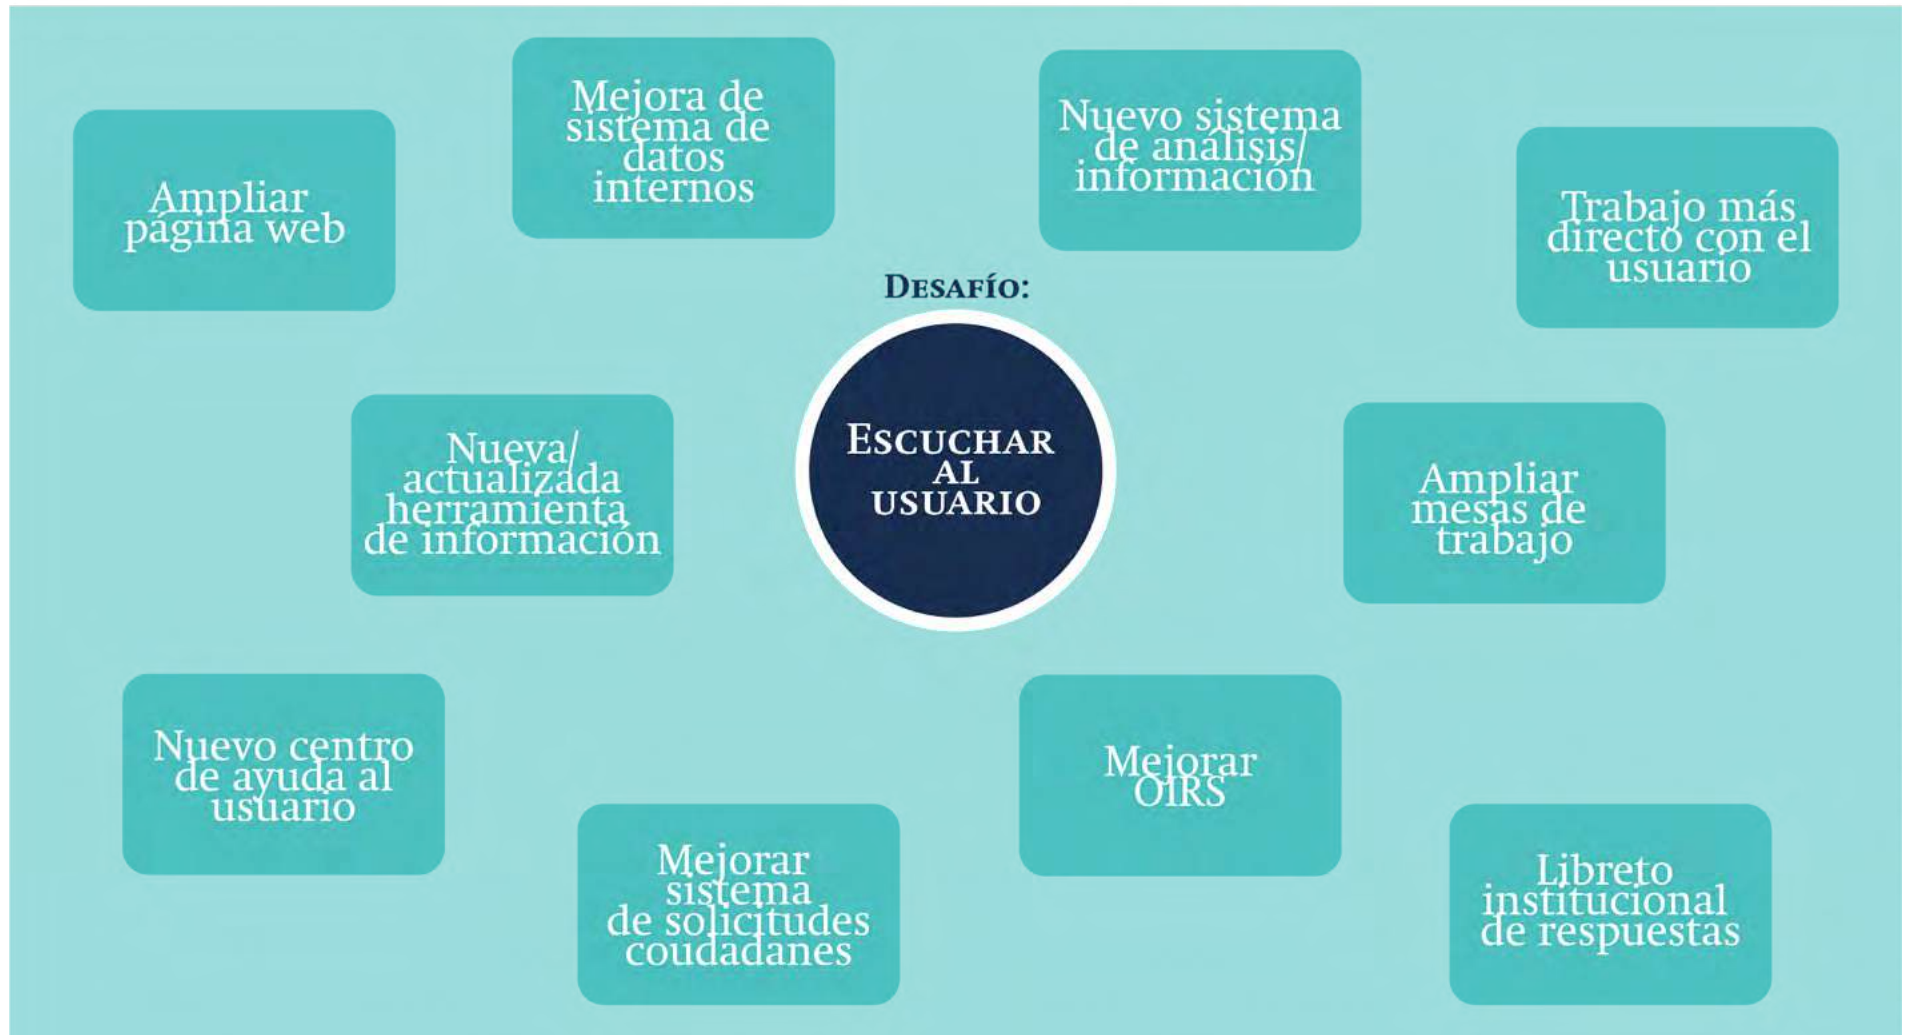 Ampliar
página web
Mejora de
sistema de
datos
internos
Nuevo sistema
de análisis/
información
Trabajo más
directo con el
usuario
Desafío:
Escuchar
al
usuario
Nueva/
actualizada
herramienta
de información
Ampliar
mesas de
trabajo
Nuevo centro
de ayuda al
usuario
Mejorar
sistema
de solicitudes
coudadanes
Mejorar
OIRS
Libreto
institucional
de respuestas